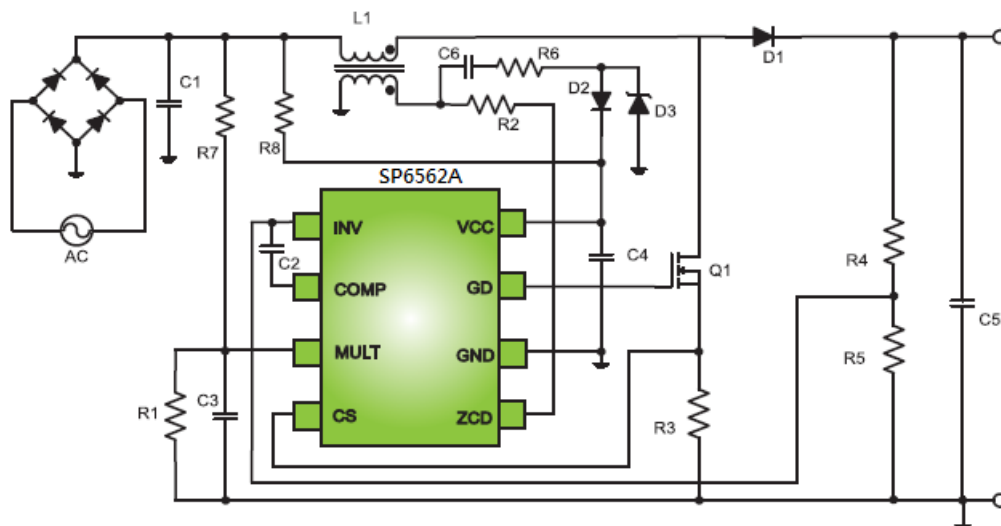 L1
C1
C6
R6
D1
D2
R2
D3
R7
R8
SP6562A
AC
INV
VCC
C2
C4
Q1
R4
COMP
GD
C5
MULT
GND
R5
R1
C3
CS
ZCD
R3